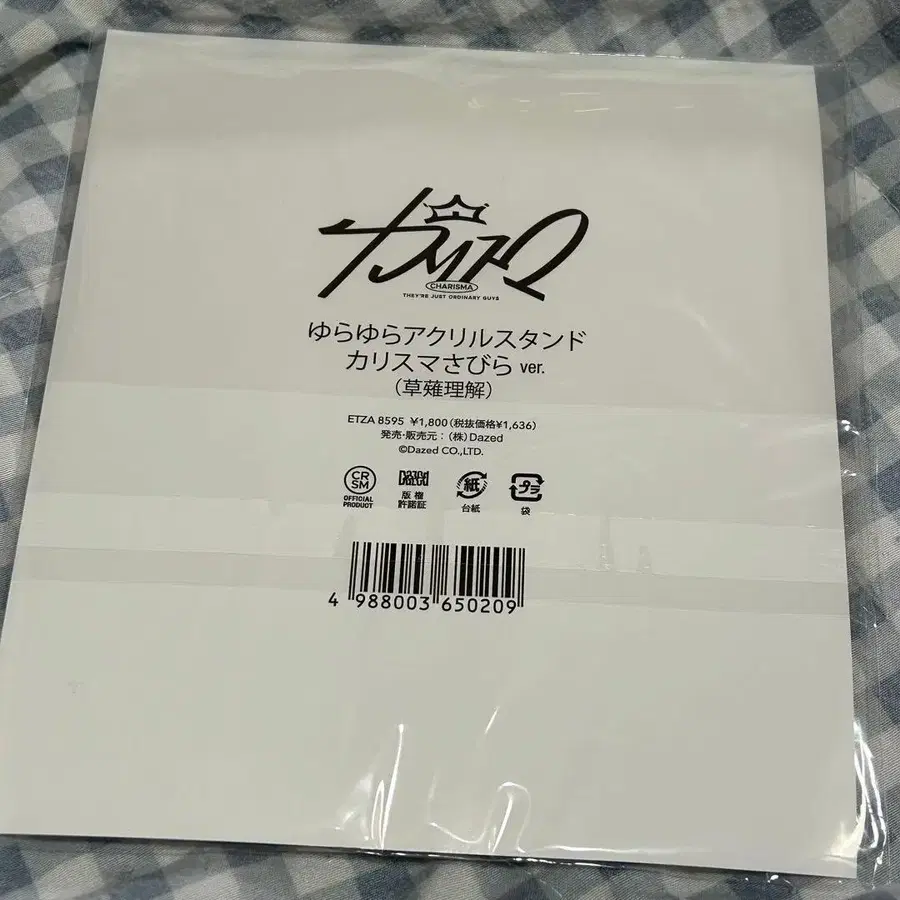 カリスマ
CHARISMA
THEY'RE JUST ORDINARY GUYS
ゆらゆらアクリルスタンド
カリスマさびら ver.
（草薙理解）
ETZA 8595 ¥1,800（税抜価格¥1,636）
発売・販売元：（株）Dazed
©Dazed CO.,LTD.
CR
SM
OFFICIAL
PRODUCT
Dazed
版権
許諾証
紙
台紙
プラ
袋
4 988003 650209